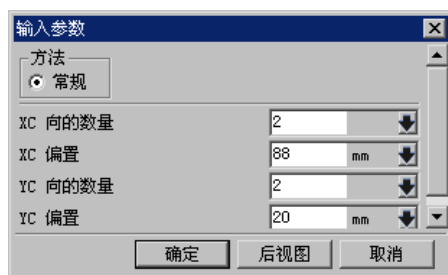 输入参数
方法
常规
XC 向的数量 2
XC 偏置 88 mm
YC 向的数量 2
YC 偏置 20 mm
确定 后视图 取消